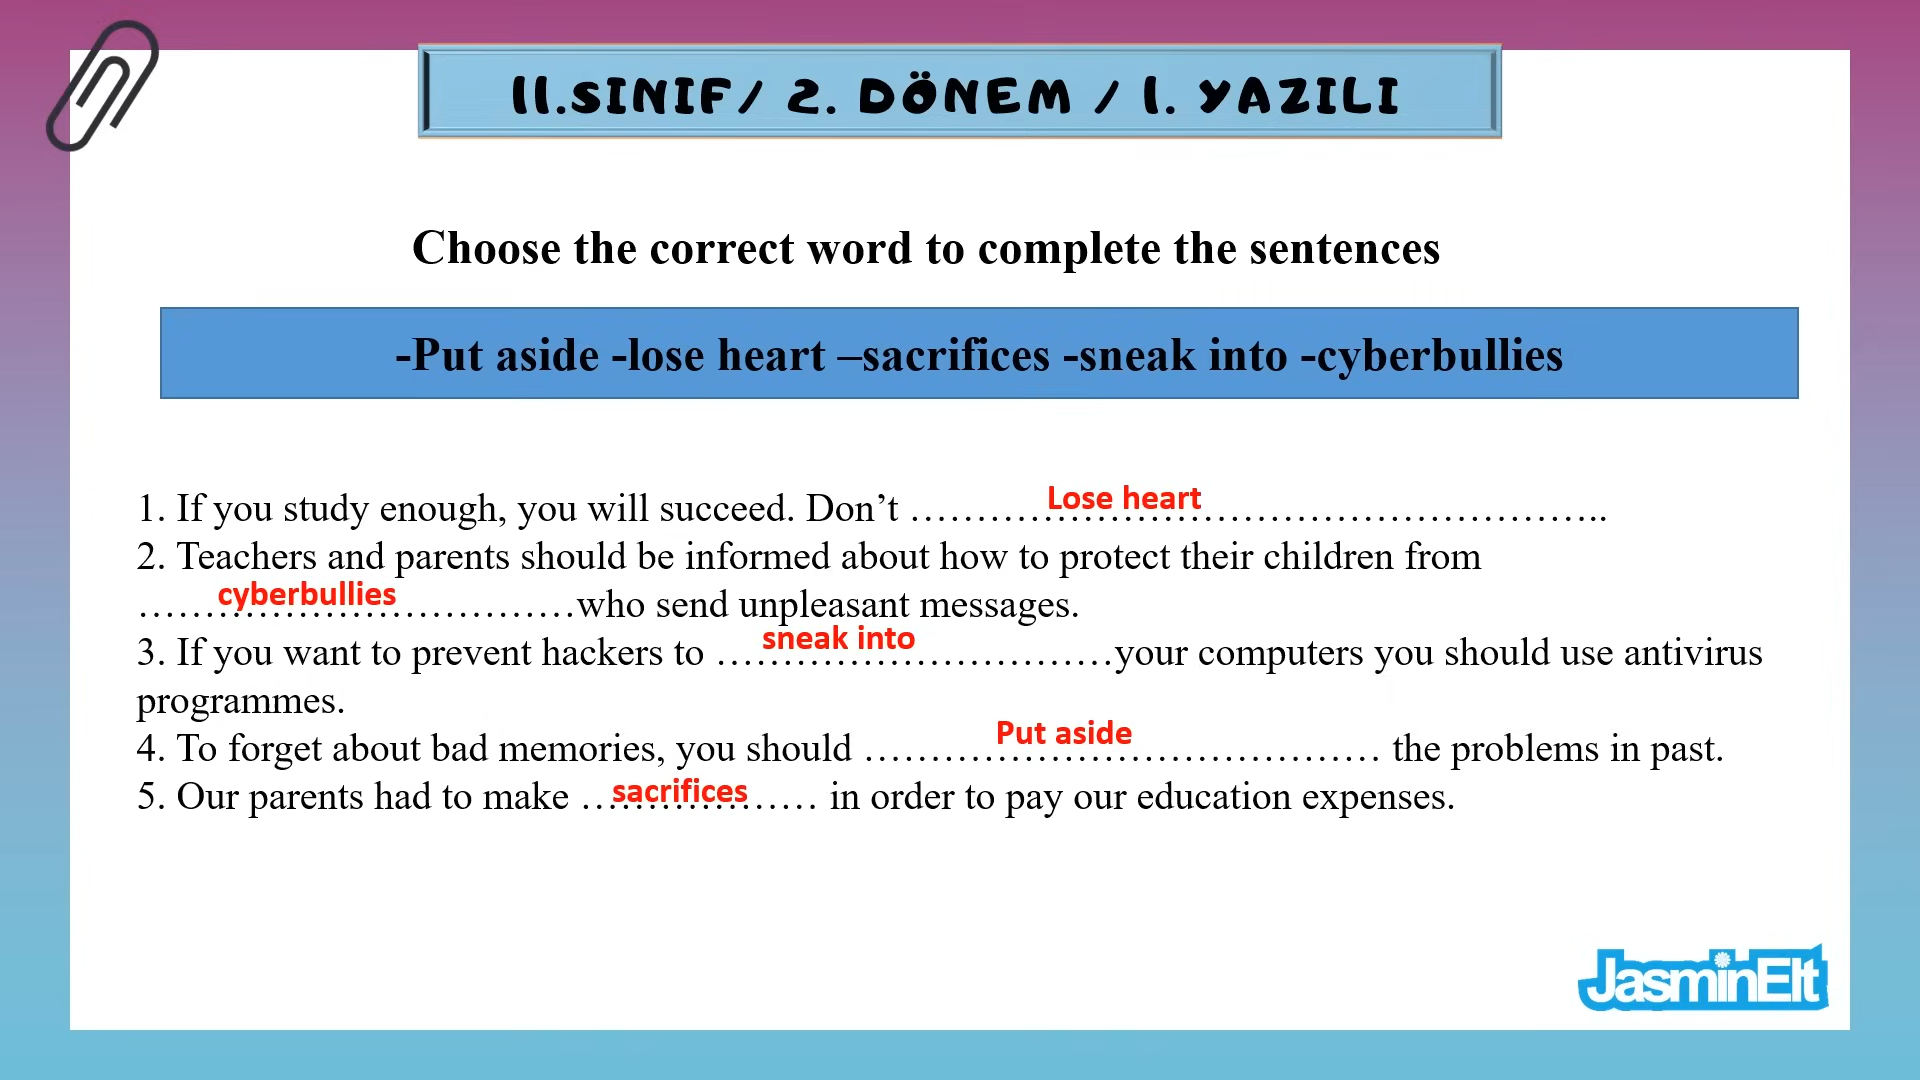 11.SINIF/ 2. DÖNEM / 1. YAZILI
Choose the correct word to complete the sentences
-Put aside -lose heart –sacrifices -sneak into -cyberbullies
1. If you study enough, you will succeed. Don’t Lose heart …………………………………………..
2. Teachers and parents should be informed about how to protect their children from
cyberbullies ……………………………who send unpleasant messages.
3. If you want to prevent hackers to sneak into …………………………your computers you should use antivirus
programmes.
4. To forget about bad memories, you should Put aside ………………………………… the problems in past.
5. Our parents had to make sacrifices ……………… in order to pay our education expenses.
JasminElt